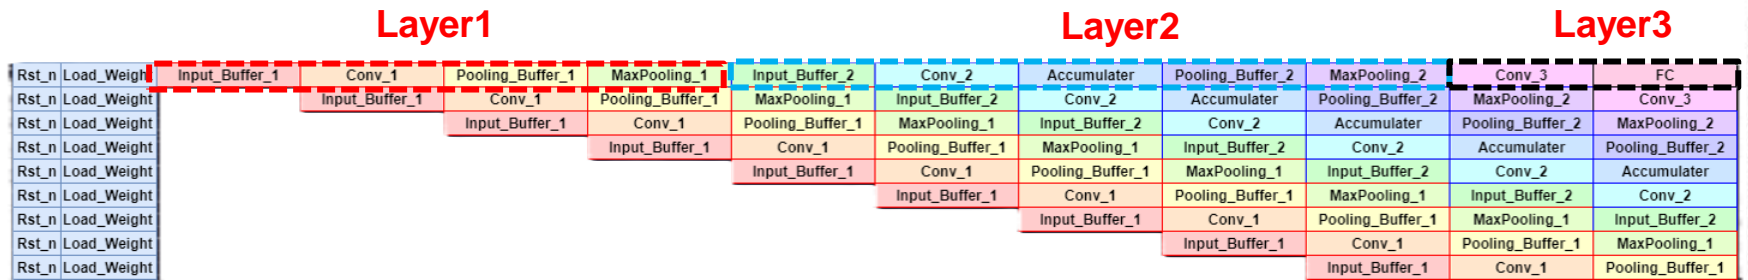 Layer1 Layer2 Layer3
Rst_n Load_Weight Input_Buffer_1 Conv_1 Pooling_Buffer_1 MaxPooling_1 Input_Buffer_2 Conv_2 Accumulater Pooling_Buffer_2 MaxPooling_2 Conv_3 FC
Rst_n Load_Weight Input_Buffer_1 Conv_1 Pooling_Buffer_1 MaxPooling_1 Input_Buffer_2 Conv_2 Accumulater Pooling_Buffer_2 MaxPooling_2 Conv_3
Rst_n Load_Weight Input_Buffer_1 Conv_1 Pooling_Buffer_1 MaxPooling_1 Input_Buffer_2 Conv_2 Accumulater Pooling_Buffer_2 MaxPooling_2
Rst_n Load_Weight Input_Buffer_1 Conv_1 Pooling_Buffer_1 MaxPooling_1 Input_Buffer_2 Conv_2 Accumulater Pooling_Buffer_2
Rst_n Load_Weight Input_Buffer_1 Conv_1 Pooling_Buffer_1 MaxPooling_1 Input_Buffer_2 Conv_2 Accumulater
Rst_n Load_Weight Input_Buffer_1 Conv_1 Pooling_Buffer_1 MaxPooling_1 Input_Buffer_2 Conv_2
Rst_n Load_Weight Input_Buffer_1 Conv_1 Pooling_Buffer_1 MaxPooling_1 Input_Buffer_2
Rst_n Load_Weight Input_Buffer_1 Conv_1 Pooling_Buffer_1 MaxPooling_1
Rst_n Load_Weight Input_Buffer_1 Conv_1 Pooling_Buffer_1